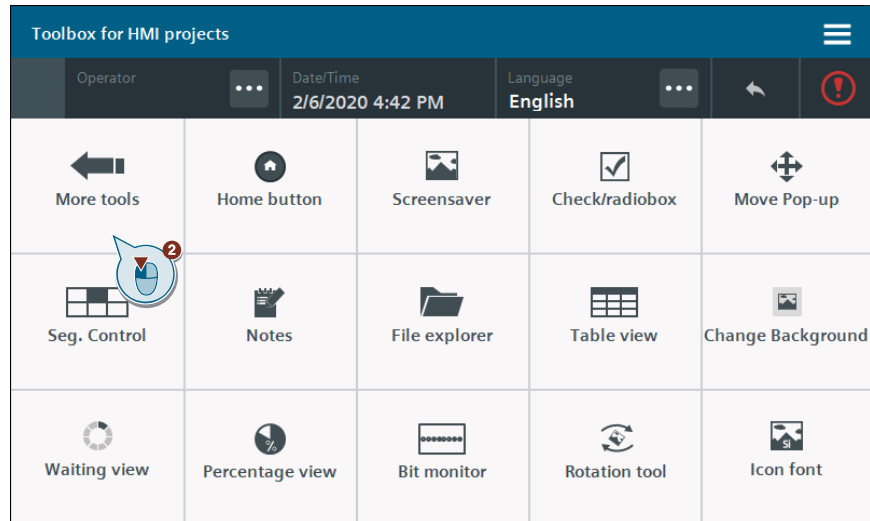 Toolbox for HMI projects
Operator
Date/Time
Language
2/6/2020 4:42 PM
English
More tools
Home button
Screensaver
Check/radiobox
Move Pop-up
2
Seg. Control
Notes
File explorer
Table view
Change Background
%
SI
Waiting view
Percentage view
Bit monitor
Rotation tool
Icon font